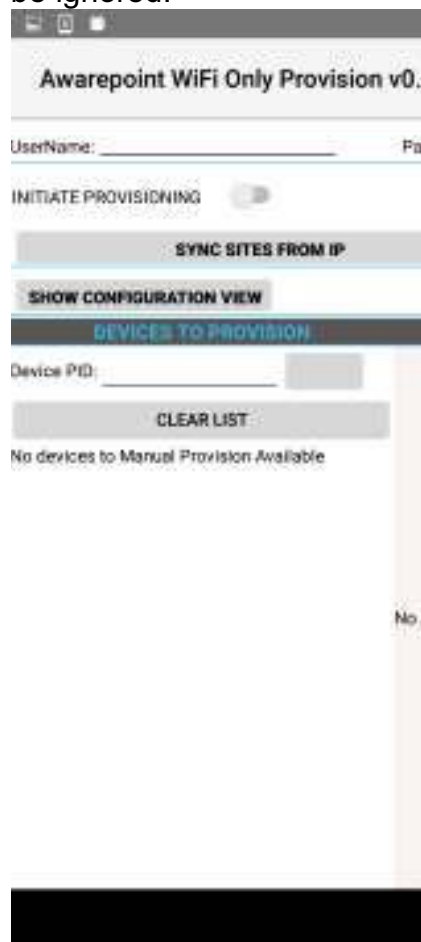 be ignored.
Awarepoint WiFi Only Provision v0.
UserName: Pa
INITIATE PROVISIONING
SYNC SITES FROM IP
SHOW CONFIGURATION VIEW
DEVICES TO PROVISION
Device PID:
CLEAR LIST
No devices to Manual Provision Available
No